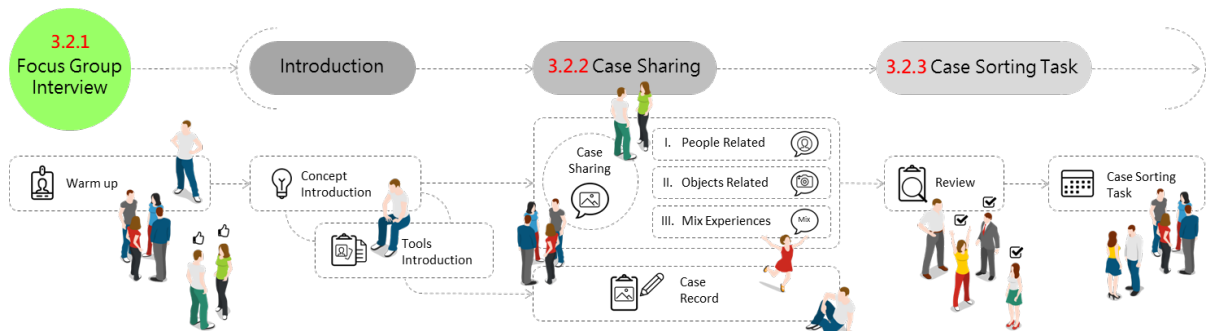 3.2.1
Focus Group
Interview
Introduction
3.2.2 Case Sharing
3.2.3 Case Sorting Task
Warm up
Concept
Introduction
Tools
Introduction
Case
Sharing
I. People Related
II. Objects Related
III. Mix Experiences
Mix
Case
Record
Review
Case Sorting
Task